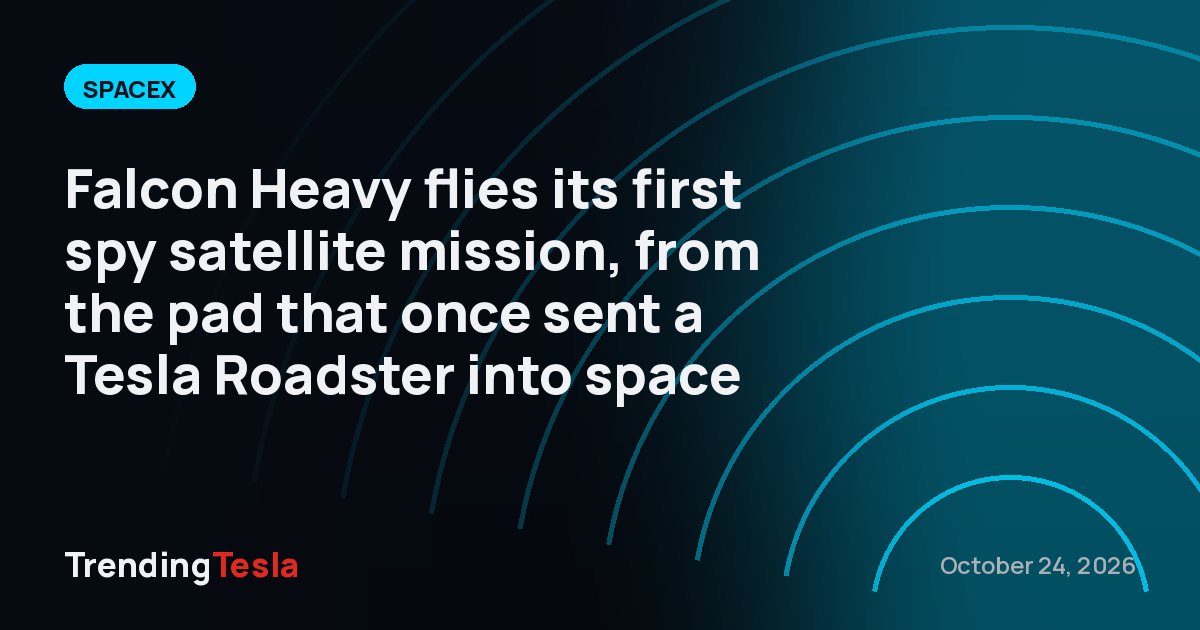 SPACEX
Falcon Heavy flies its first
spy satellite mission, from
the pad that once sent a
Tesla Roadster into space
TrendingTesla
October 24, 2026